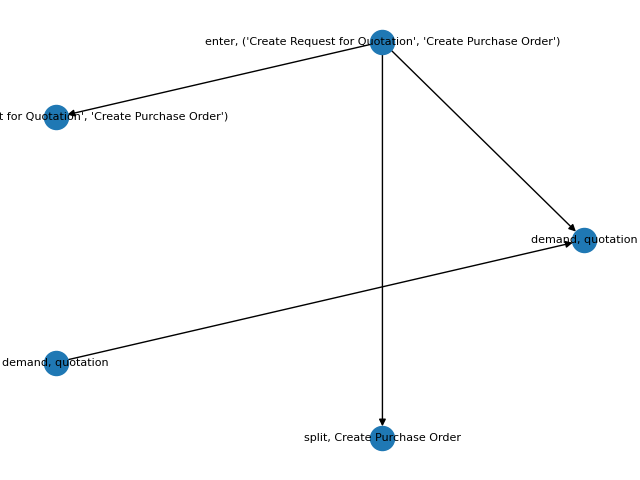 enter, ('Create Request for Quotation', 'Create Purchase Order')
t for Quotation', 'Create Purchase Order')
demand, quotation
demand, quotation
split, Create Purchase Order